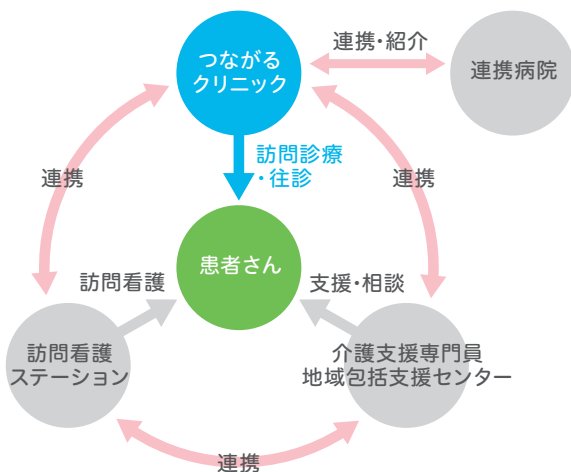 つながる
クリニック
連携・紹介
連携病院
訪問診療
・往診
連携
連携
患者さん
訪問看護
支援・相談
訪問看護
ステーション
介護支援専門員
地域包括支援センター
連携